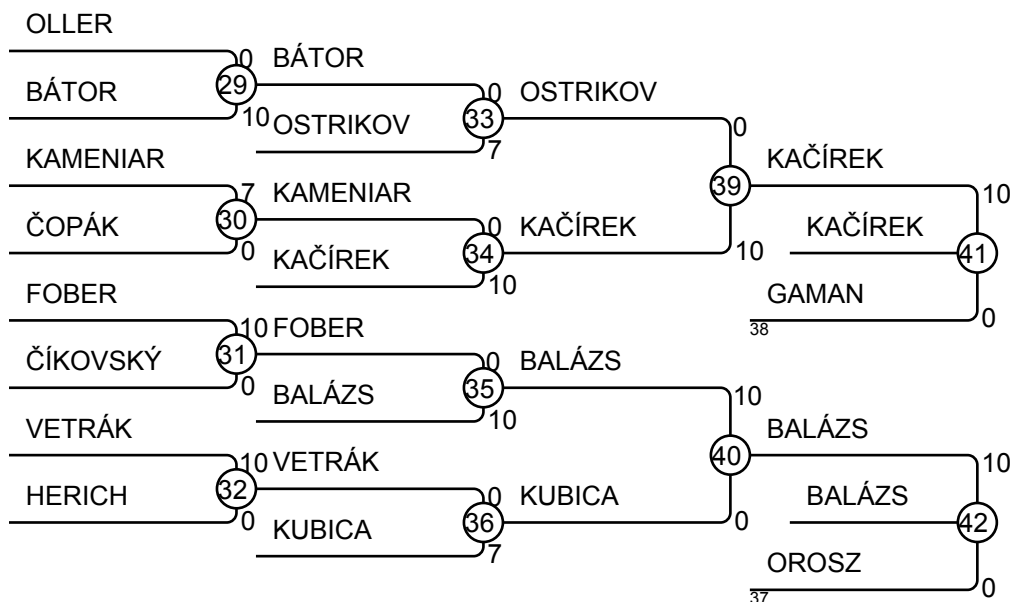 OLLER
0 BÁTOR
29
BÁTOR
0 OSTRIKOV
10 OSTRIKOV
33
0
7
KAMENIAR
KAČÍREK
39
7 KAMENIAR
10
30
ČOPÁK
0 KAČÍREK
KAČÍREK
0
KAČÍREK
34
10
41
10
FOBER
GAMAN
10 FOBER
38
0
31
ČÍKOVSKÝ
0 BALÁZS
0
BALÁZS
35
10
10
VETRÁK
BALÁZS
10 VETRÁK
40
10
32
HERICH
0 KUBICA
BALÁZS
0
KUBICA
36
0
42
7
OROSZ
37
0